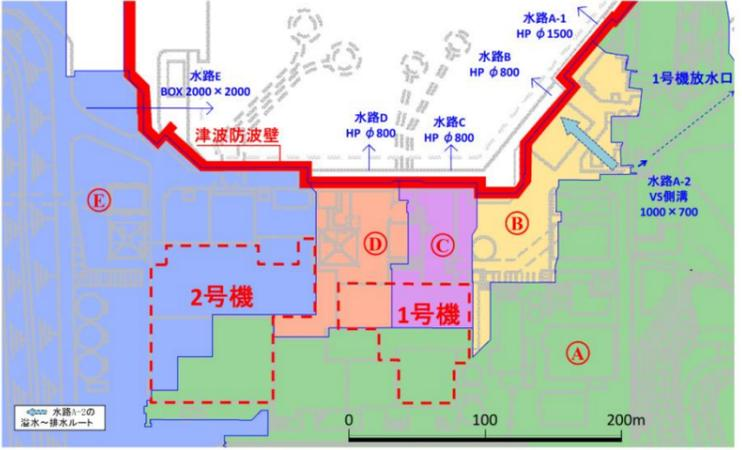 水路A-1
HP φ1500
水路B
HP φ800
水路E
BOX 2000×2000
1号機放水口
水路D
HP φ800
水路C
HP φ800
津波防波壁
水路A-2
VS側溝
1000×700
Ⓔ
Ⓑ
Ⓓ
Ⓒ
2号機
1号機
Ⓐ
水路A-2の
溢水～排水ルート
0 100 200m